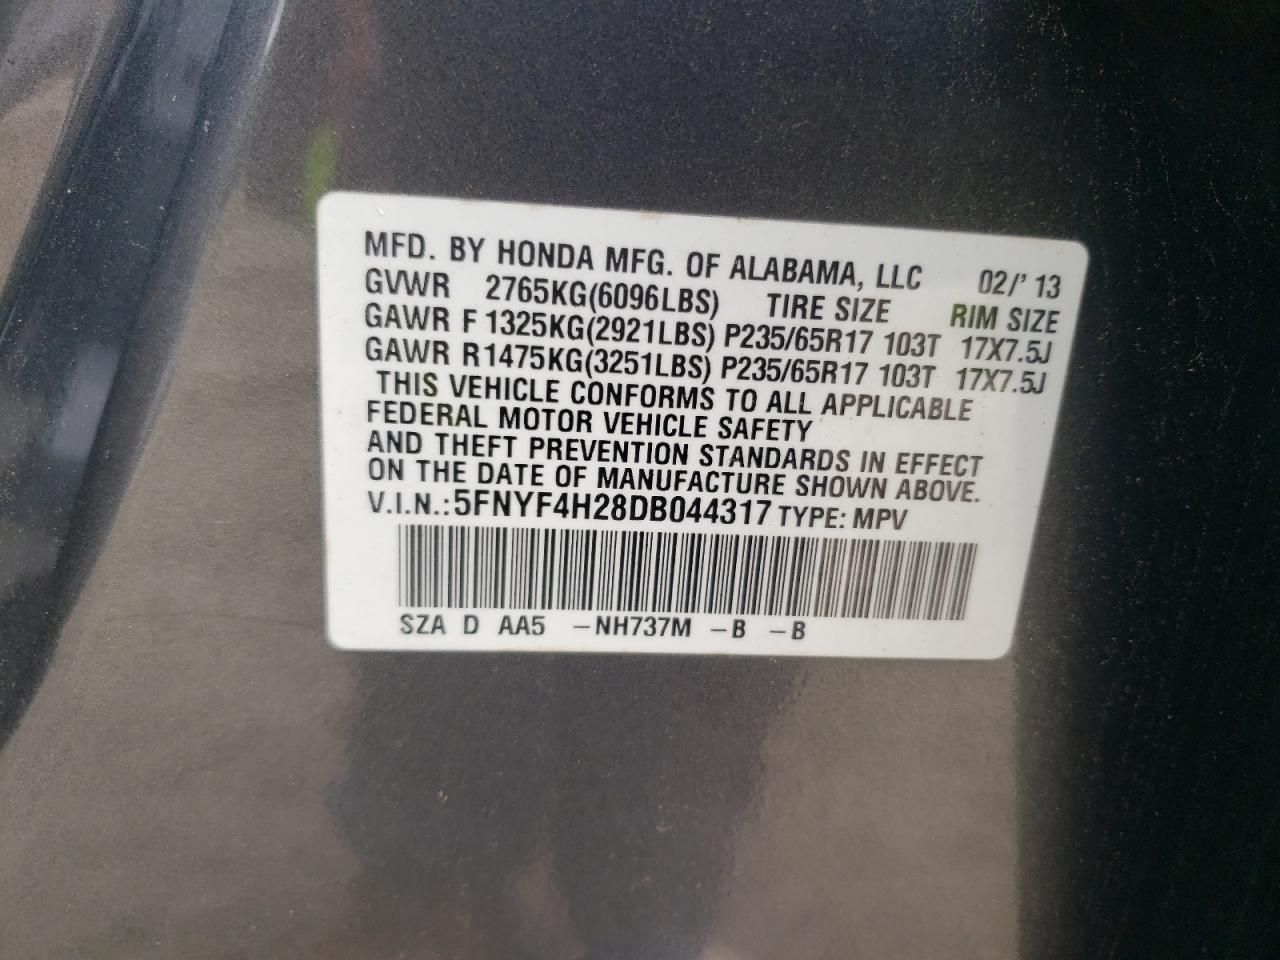 MFD. BY HONDA MFG. OF ALABAMA, LLC 02/'13
GVWR 2765KG(6096LBS) TIRE SIZE RIM SIZE
GAWR F 1325KG(2921LBS) P235/65R17 103T 17X7.5J
GAWR R 1475KG(3251LBS) P235/65R17 103T 17X7.5J
THIS VEHICLE CONFORMS TO ALL APPLICABLE
FEDERAL MOTOR VEHICLE SAFETY
AND THEFT PREVENTION STANDARDS IN EFFECT
ON THE DATE OF MANUFACTURE SHOWN ABOVE.
V.I.N.:5FNYF4H28DB044317 TYPE: MPV
SZA D AA5 -NH737M -B -B